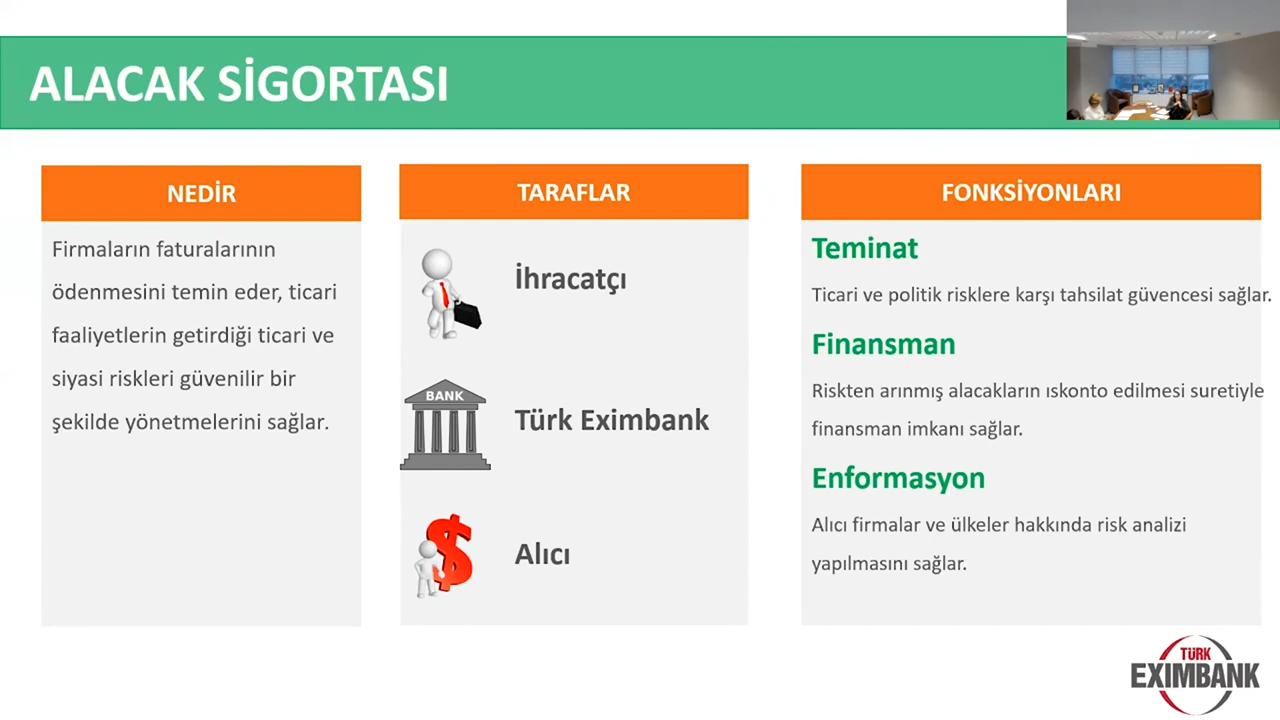 ALACAK SİGORTASI
NEDİR
Firmaların faturalarının
ödenmesini temin eder, ticari
faaliyetlerin getirdiği ticari ve
siyasi riskleri güvenilir bir
şekilde yönetmelerini sağlar.
TARAFLAR
İhracatçı
BANK
Türk Eximbank
Alıcı
FONKSİYONLARI
Teminat
Ticari ve politik risklere karşı tahsilat güvencesi sağlar.
Finansman
Riskten arınmış alacakların ıskonto edilmesi suretiyle
finansman imkanı sağlar.
Enformasyon
Alıcı firmalar ve ülkeler hakkında risk analizi
yapılmasını sağlar.
TÜRK
EXIMBANK